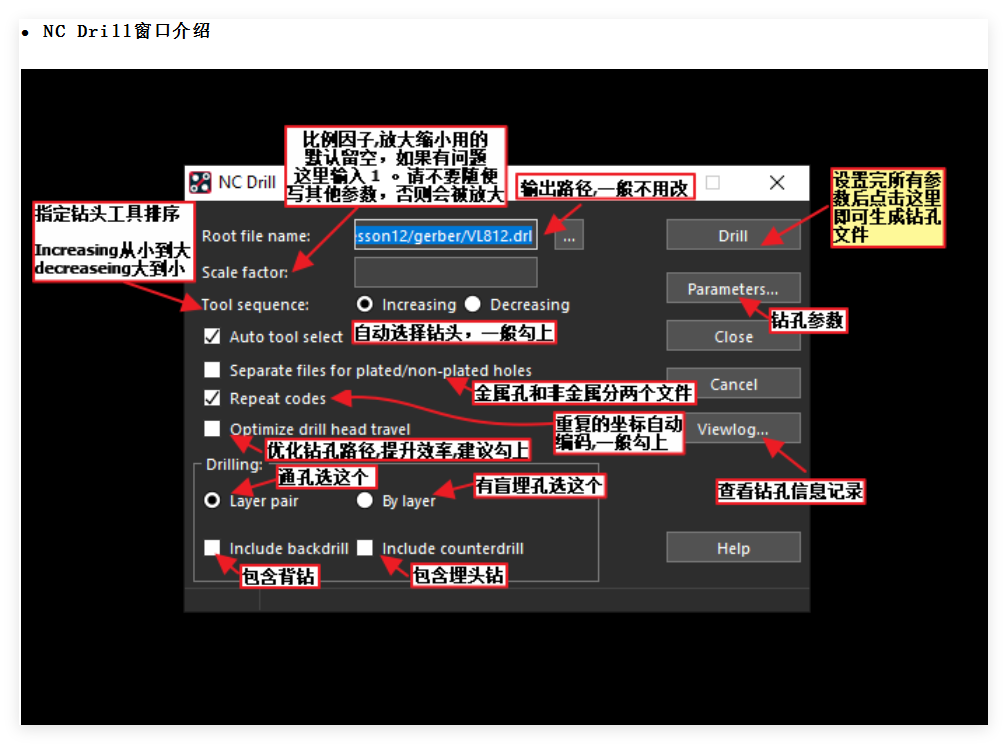 • NC Drill窗口介绍
比例因子,放大缩小用的
默认留空，如果有问题
这里输入１。请不要随便
写其他参数，否则会被放大
NC Drill
输出路径,一般不用改
设置完所有参
数后点击这里
即可生成钻孔
文件
指定钻头工具排序
Increasing从小到大
decreaseing大到小
Root file name:
esson12/gerber/VL812.drl
...
Drill
Scale factor:
Parameters...
钻孔参数
Tool sequence:
Increasing
Decreasing
Auto tool select
自动选择钻头，一般勾上
Close
Separate files for plated/non-plated holes
金属孔和非金属分两个文件
Cancel
Repeat codes
重复的坐标自动
编码,一般勾上
Optimize drill head travel
Viewlog...
优化钻孔路径,提升效率,建议勾上
Drilling:
通孔选这个
有盲埋孔选这个
查看钻孔信息记录
Layer pair
By layer
Include backdrill
Include counterdrill
Help
包含背钻
包含埋头钻